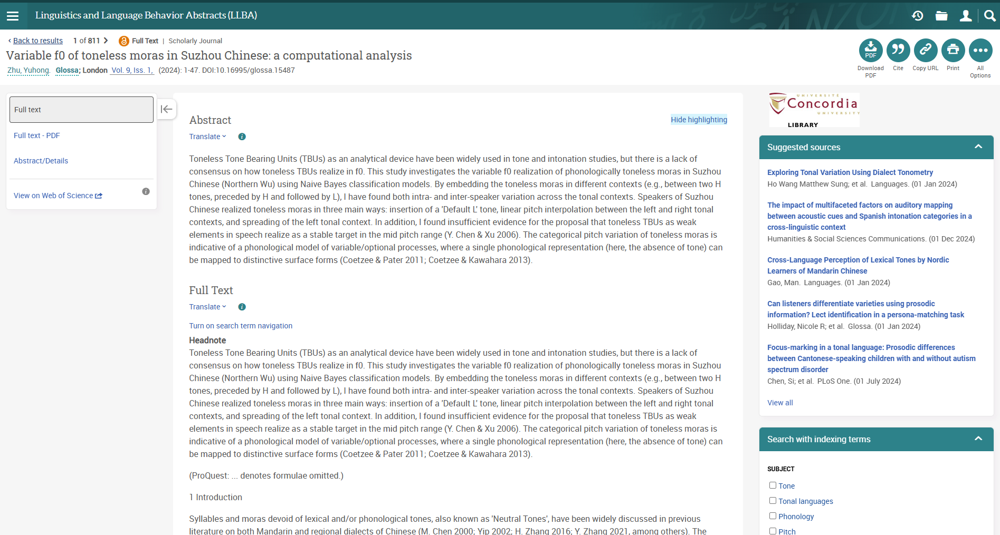 Linguistics and Language Behavior Abstracts (LLBA)
Back to results 1 of 811 Full Text | Scholarly Journal
Variable f0 of toneless moras in Suzhou Chinese: a computational analysis
Zhu, Yuhong. Glossa; London Vol. 9, Iss. 1, (2024): 1-47. DOI:10.16995/glossa.15487
PDF
Download PDF
Cite
Copy URL
Print
All Options
Full text
Full text - PDF
Abstract/Details
View on Web of Science
Abstract
Hide highlighting
Translate
Toneless Tone Bearing Units (TBUs) as an analytical device have been widely used in tone and intonation studies, but there is a lack of
consensus on how toneless TBUs realize in f0. This study investigates the variable f0 realization of phonologically toneless moras in Suzhou
Chinese (Northern Wu) using Naive Bayes classification models. By embedding the toneless moras in different contexts (e.g., between two H
tones, preceded by H and followed by L), I have found both intra- and inter-speaker variation across the tonal contexts. Speakers of Suzhou
Chinese realized toneless moras in three main ways: insertion of a 'Default L' tone, linear pitch interpolation between the left and right tonal
contexts, and spreading of the left tonal context. In addition, I found insufficient evidence for the proposal that toneless TBUs as weak
elements in speech realize as a stable target in the mid pitch range (Y. Chen & Xu 2006). The categorical pitch variation of toneless moras is
indicative of a phonological model of variable/optional processes, where a single phonological representation (here, the absence of tone) can
be mapped to distinctive surface forms (Coetzee & Pater 2011; Coetzee & Kawahara 2013).
Full Text
Translate
Turn on search term navigation
Headnote
Toneless Tone Bearing Units (TBUs) as an analytical device have been widely used in tone and intonation studies, but there is a lack of
consensus on how toneless TBUs realize in f0. This study investigates the variable f0 realization of phonologically toneless moras in Suzhou
Chinese (Northern Wu) using Naive Bayes classification models. By embedding the toneless moras in different contexts (e.g., between two H
tones, preceded by H and followed by L), I have found both intra- and inter-speaker variation across the tonal contexts. Speakers of Suzhou
Chinese realized toneless moras in three main ways: insertion of a 'Default L' tone, linear pitch interpolation between the left and right tonal
contexts, and spreading of the left tonal context. In addition, I found insufficient evidence for the proposal that toneless TBUs as weak
elements in speech realize as a stable target in the mid pitch range (Y. Chen & Xu 2006). The categorical pitch variation of toneless moras is
indicative of a phonological model of variable/optional processes, where a single phonological representation (here, the absence of tone) can
be mapped to distinctive surface forms (Coetzee & Pater 2011; Coetzee & Kawahara 2013).
(ProQuest: ... denotes formulae omitted.)
1 Introduction
Syllables and moras devoid of lexical and/or phonological tones, also known as 'Neutral Tones', have been widely discussed in previous
literature on both Mandarin and regional dialects of Chinese (M. Chen 2000; Yip 2002; H. Zhang 2016; Y. Zhang 2021, among others). The
UNIVERSITÉ
Concordia
UNIVERSITY
LIBRARY
Suggested sources
Exploring Tonal Variation Using Dialect Tonometry
Ho Wang Matthew Sung; et al. Languages. (01 Jan 2024)
The impact of multifaceted factors on auditory mapping
between acoustic cues and Spanish intonation categories in a
cross-linguistic context
Humanities & Social Sciences Communications. (01 Dec 2024)
Cross-Language Perception of Lexical Tones by Nordic
Learners of Mandarin Chinese
Gao, Man. Languages. (01 Jan 2024)
Can listeners differentiate varieties using prosodic
information? Lect identification in a persona-matching task
Holliday, Nicole R; et al. Glossa. (01 Jan 2024)
Focus-marking in a tonal language: Prosodic differences
between Cantonese-speaking children with and without autism
spectrum disorder
Chen, Si; et al. PLoS One. (01 July 2024)
View all
Search with indexing terms
SUBJECT
Tone
Tonal languages
Phonology
Pitch